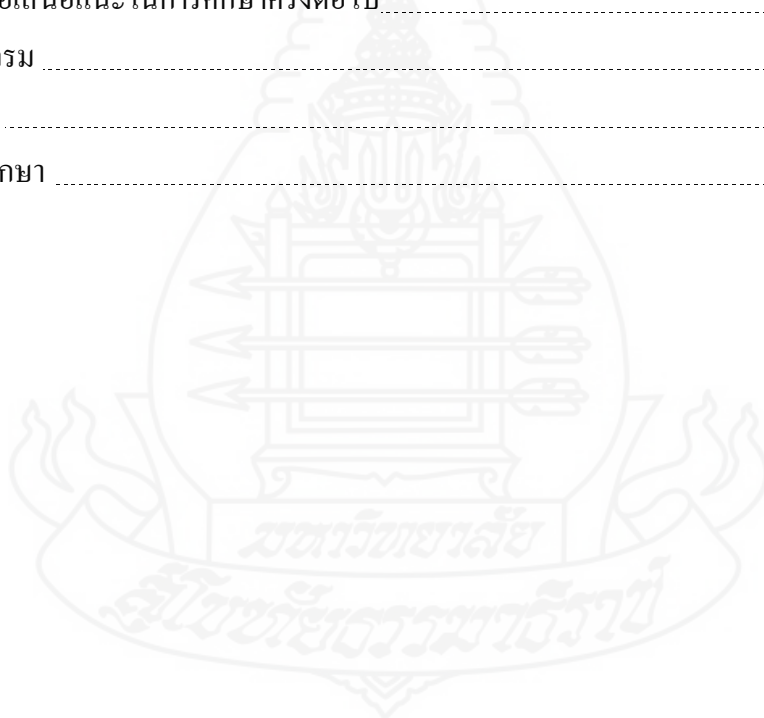 อเสนอแนะในการศึกษาครั้งต่อไป
รม
กษา
มหาวิทยาลัย
สุโขทัยธรรมาธิราช